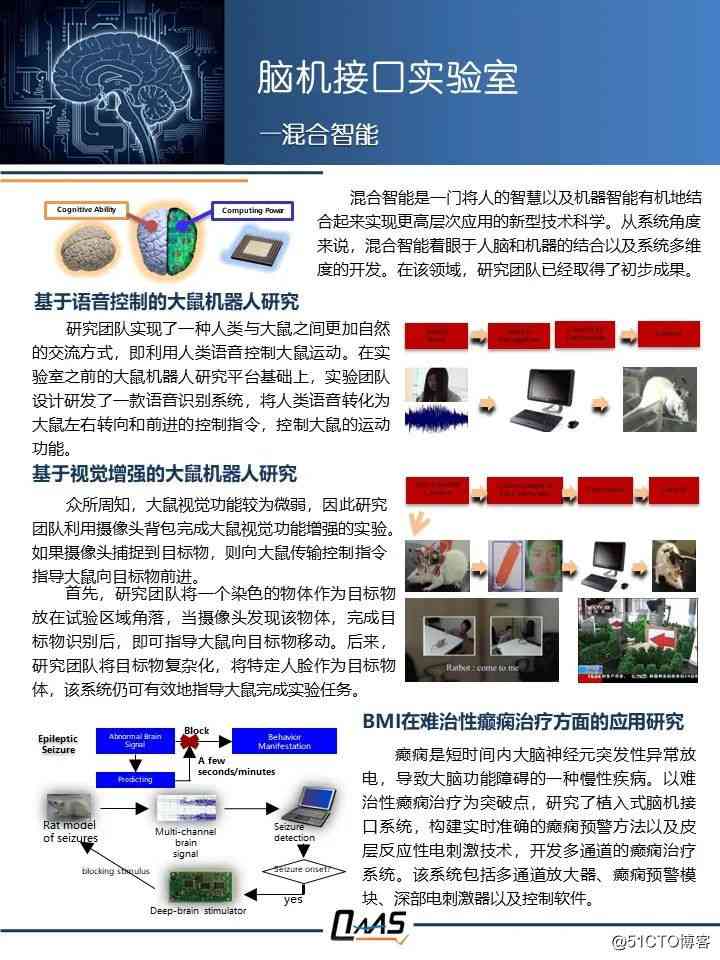 脑机接口实验室
—混合智能
Cognitive Ability
Computing Power
混合智能是一门将人的智慧以及机器智能有机地结
合起来实现更高层次应用的新型技术科学。从系统角度
来说，混合智能着眼于人脑和机器的结合以及系统多维
度的开发。在该领域，研究团队已经取得了初步成果。
基于语音控制的大鼠机器人研究
研究团队实现了一种人类与大鼠之间更加自然
的交流方式，即利用人类语音控制大鼠运动。在实
验室之前的大鼠机器人研究平台基础上，实验团队
设计研发了一款语音识别系统，将人类语音转化为
大鼠左右转向和前进的控制指令，控制大鼠的运动
功能。
基于视觉增强的大鼠机器人研究
众所周知，大鼠视觉功能较为微弱，因此研究
团队利用摄像头背包完成大鼠视觉功能增强的实验。
如果摄像头捕捉到目标物，则向大鼠传输控制指令
指导大鼠向目标物前进。
首先，研究团队将一个染色的物体作为目标物
放在试验区域角落，当摄像头发现该物体，完成目
标物识别后，即可指导大鼠向目标物移动。后来，
研究团队将目标物复杂化，将特定人脸作为目标物
体，该系统仍可有效地指导大鼠完成实验任务。
Ratbot : come to me
Epileptic
Seizure
Abnormal Brain
Signal
Block
Behavior
Manifestation
Predicting
A few
seconds/minutes
Rat model
of seizures
Multi-channel
brain
signal
Seizure
detection
Seizure onset?
yes
blocking stimulus
Deep-brain stimulator
BMI在难治性癫痫治疗方面的应用研究
癫痫是短时间内大脑神经元突发性异常放
电，导致大脑功能障碍的一种慢性疾病。以难
治性癫痫治疗为突破点，研究了植入式脑机接
口系统，构建实时准确的癫痫预警方法以及皮
层反应性电刺激技术，开发多通道的癫痫治疗
系统。该系统包括多通道放大器、癫痫预警模
块、深部电刺激器以及控制软件。
@51CTO博客